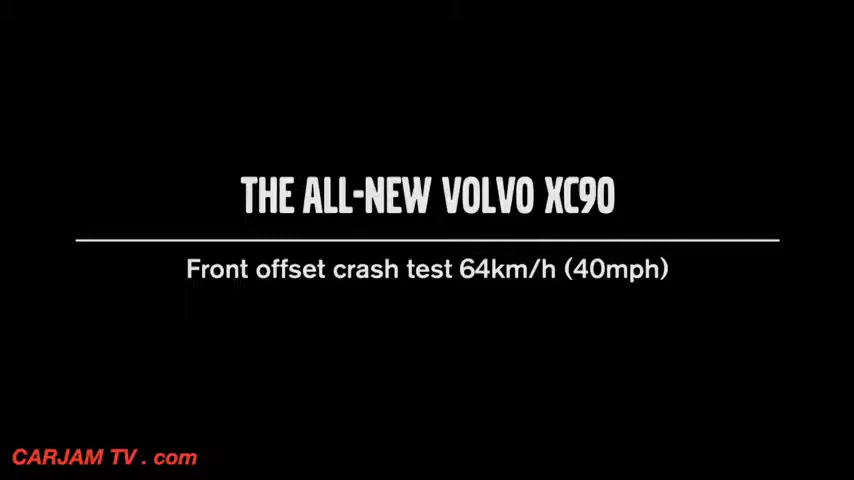 THE ALL-NEW VOLVO XC90
Front offset crash test 64km/h (40mph)
CARJAM TV . com